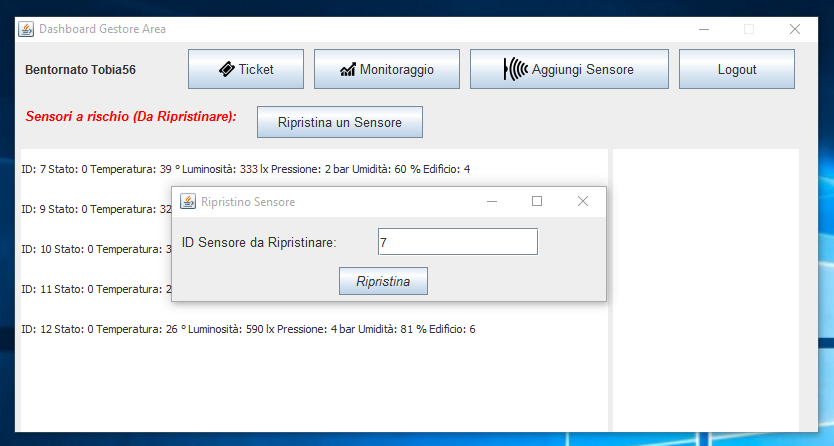 Dashboard Gestore Area
Bentornato Tobia56 Ticket Monitoraggio Aggiungi Sensore Logout
Sensori a rischio (Da Ripristinare): Ripristina un Sensore
ID: 7 Stato: 0 Temperatura: 39 ° Luminosità: 333 lx Pressione: 2 bar Umidità: 60 % Edificio: 4
Ripristino Sensore
ID: 9 Stato: 0 Temperatura: 32
ID Sensore da Ripristinare: 7
ID: 10 Stato: 0 Temperatura: 3
Ripristina
ID: 11 Stato: 0 Temperatura: 2
ID: 12 Stato: 0 Temperatura: 26 ° Luminosità: 590 lx Pressione: 4 bar Umidità: 81 % Edificio: 6